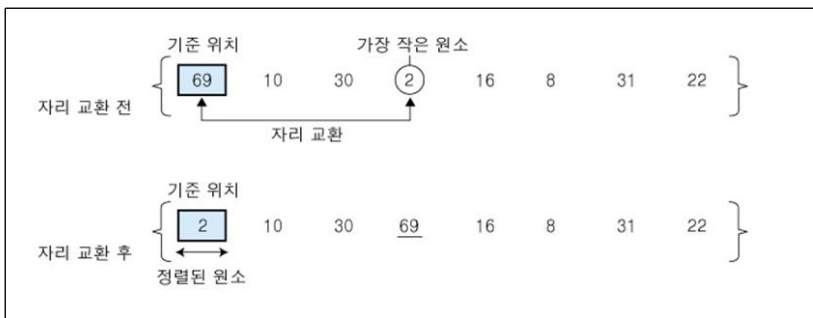 기준 위치 가장 작은 원소
69 10 30 2 16 8 31 22
자리 교환 전
자리 교환
기준 위치
2 10 30 69 16 8 31 22
자리 교환 후
정렬된 원소